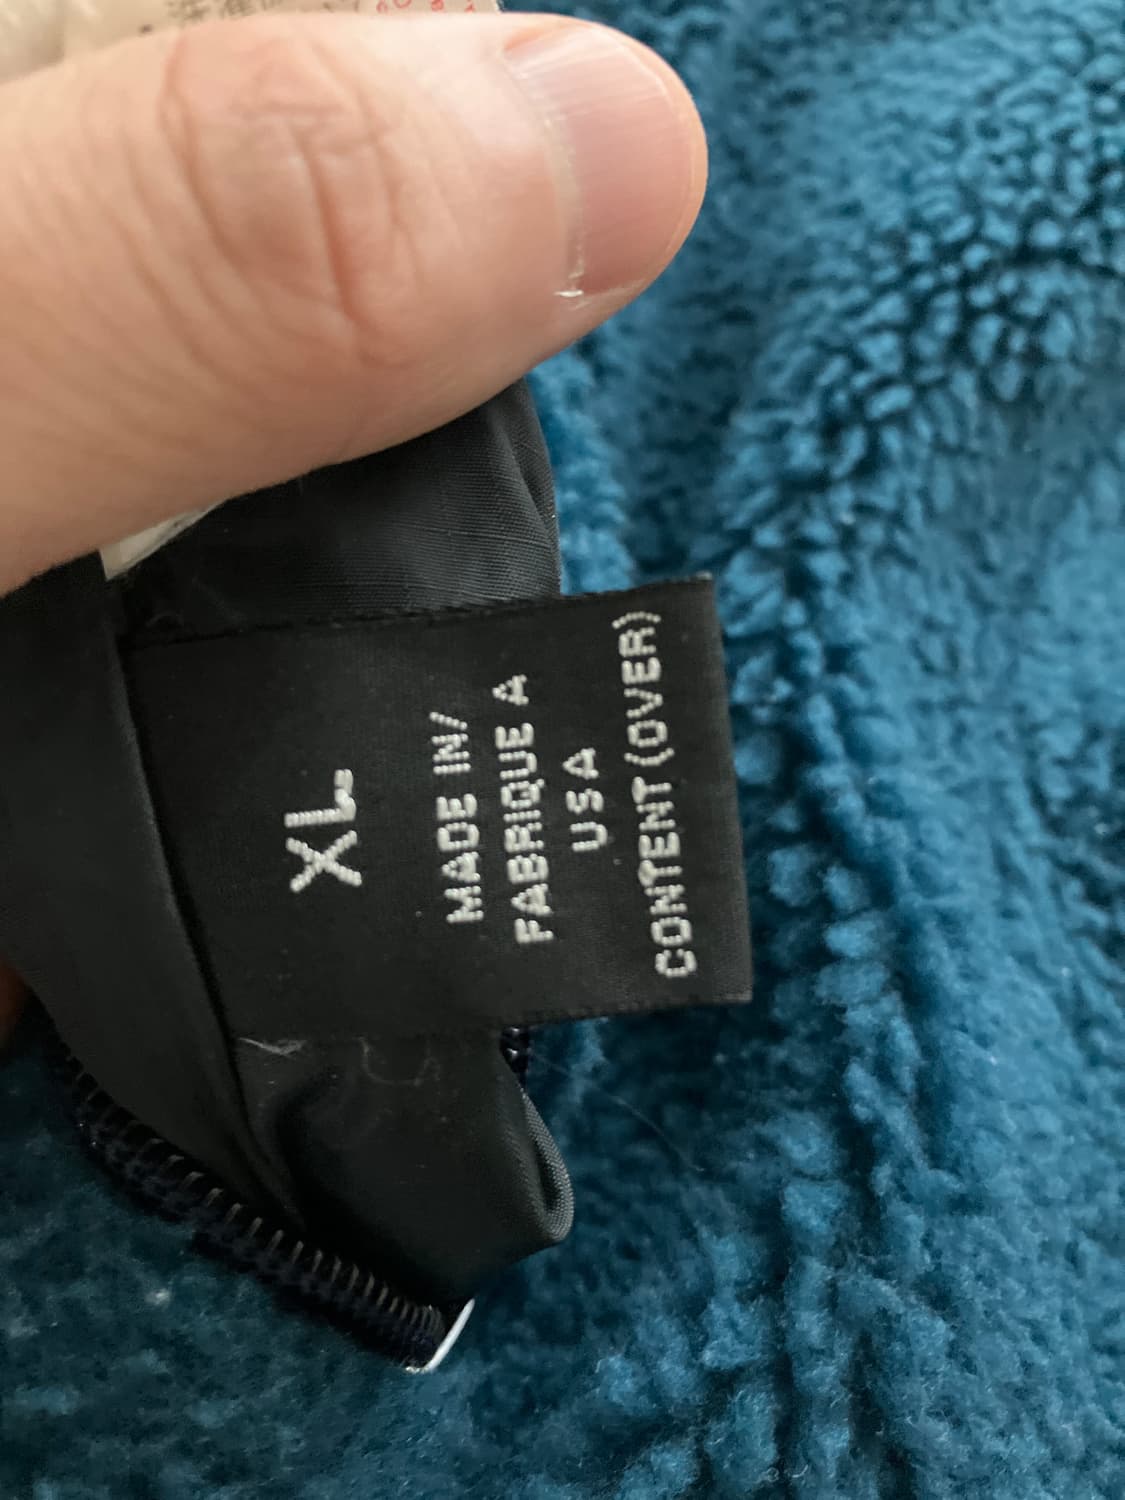 XL
MADE IN/
FABRIQUE A
USA
CONTENT (OVER)